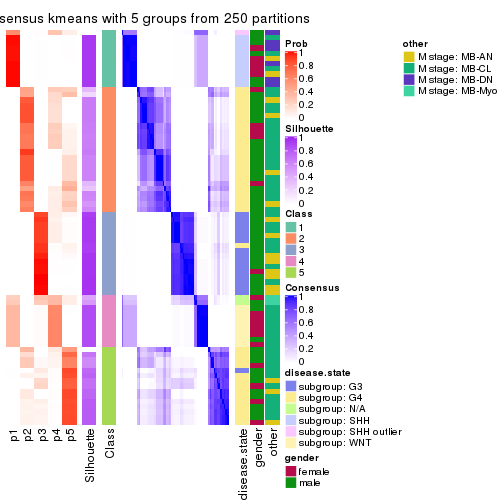 sensus kmeans with 5 groups from 250 partitions
Prob
1
0.8
0.6
0.4
0.2
0
Silhouette
1
0.8
0.6
0.4
0.2
0
Class
1
2
3
4
5
Consensus
1
0.8
0.6
0.4
0.2
0
disease.state
subgroup: G3
subgroup: G4
subgroup: N/A
subgroup: SHH
subgroup: SHH outlier
subgroup: WNT
gender
female
male
other
M stage: MB-AN
M stage: MB-CL
M stage: MB-DN
M stage: MB-Myo
p1
p2
p3
p4
p5
Silhouette
Class
disease.state
gender
other